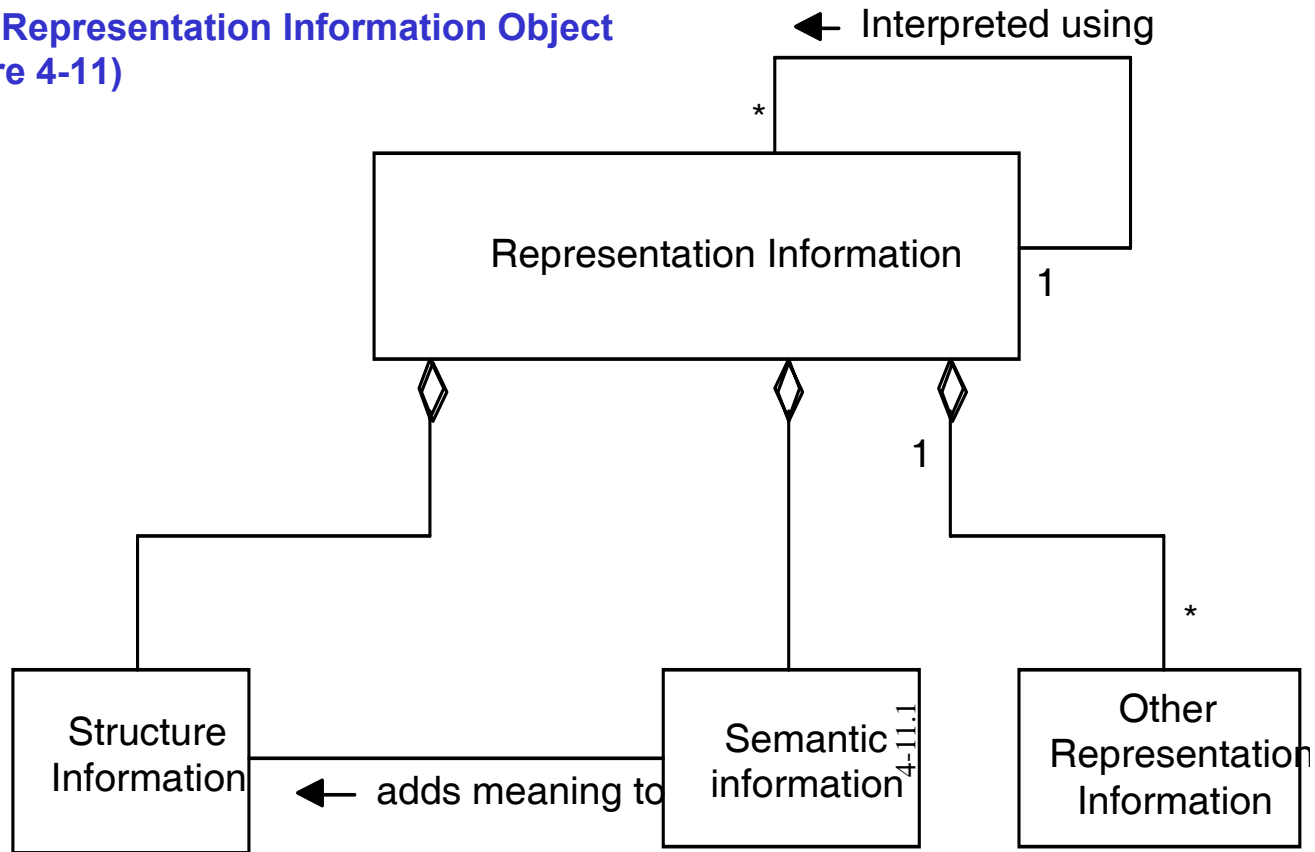 Representation Information Object
re 4-11)
Interpreted using
*
Representation Information
1
1
*
Structure
Information
adds meaning to
Semantic
information
4-11.1
Other
Representation
Information